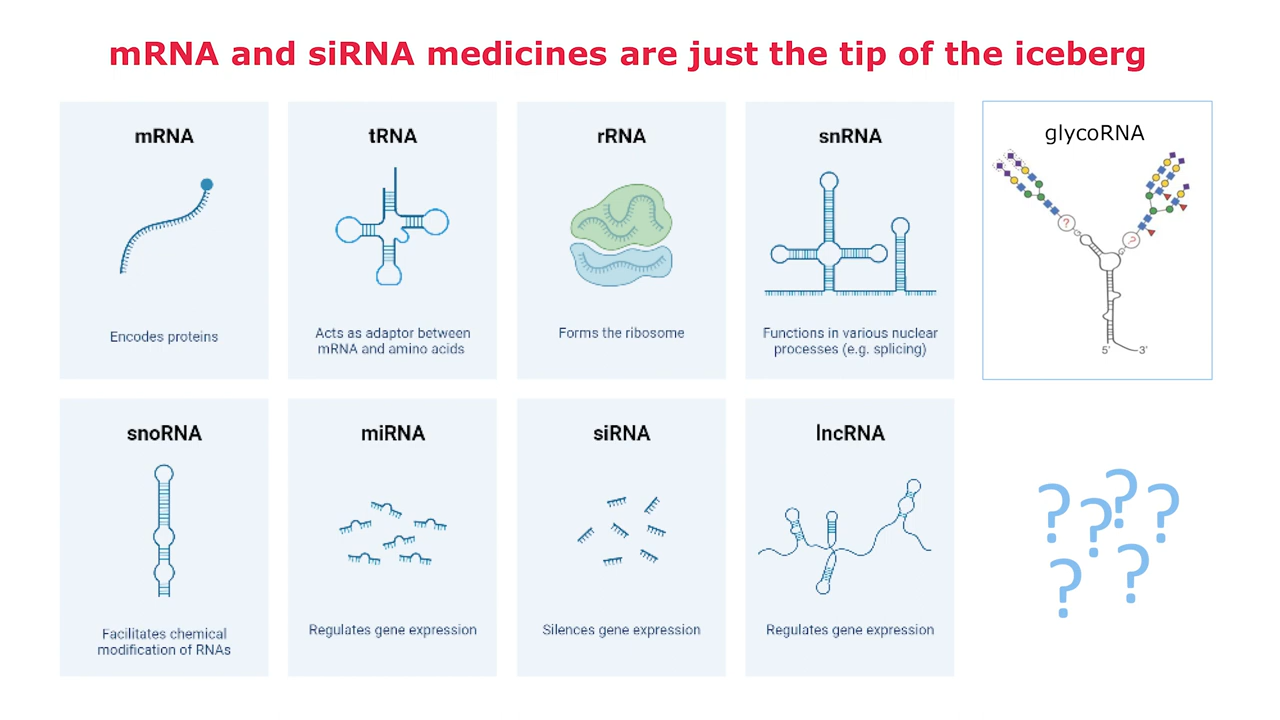 mRNA and siRNA medicines are just the tip of the iceberg
mRNA
Encodes proteins
tRNA
Acts as adaptor between
mRNA and amino acids
rRNA
Forms the ribosome
snRNA
Functions in various nuclear
processes (e.g. splicing)
glycoRNA
?
?
5'
3'
snoRNA
Facilitates chemical
modification of RNAs
miRNA
Regulates gene expression
siRNA
Silences gene expression
lncRNA
Regulates gene expression
? ? ? ?
? ?